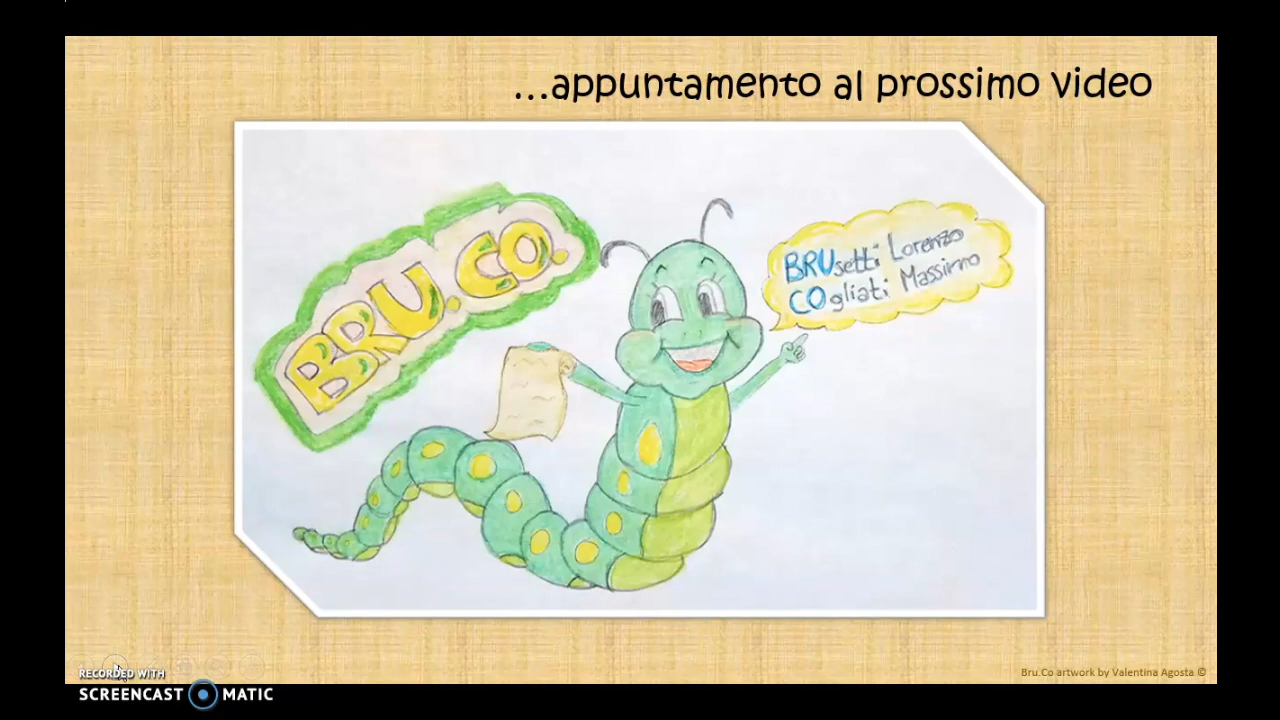 ...appuntamento al prossimo video
BRU.CO.
BRUsetti Lorenzo
COgliati Massimo
RECORDED WITH
SCREENCAST MATIC
Bru.Co artwork by Valentina Agosta ©